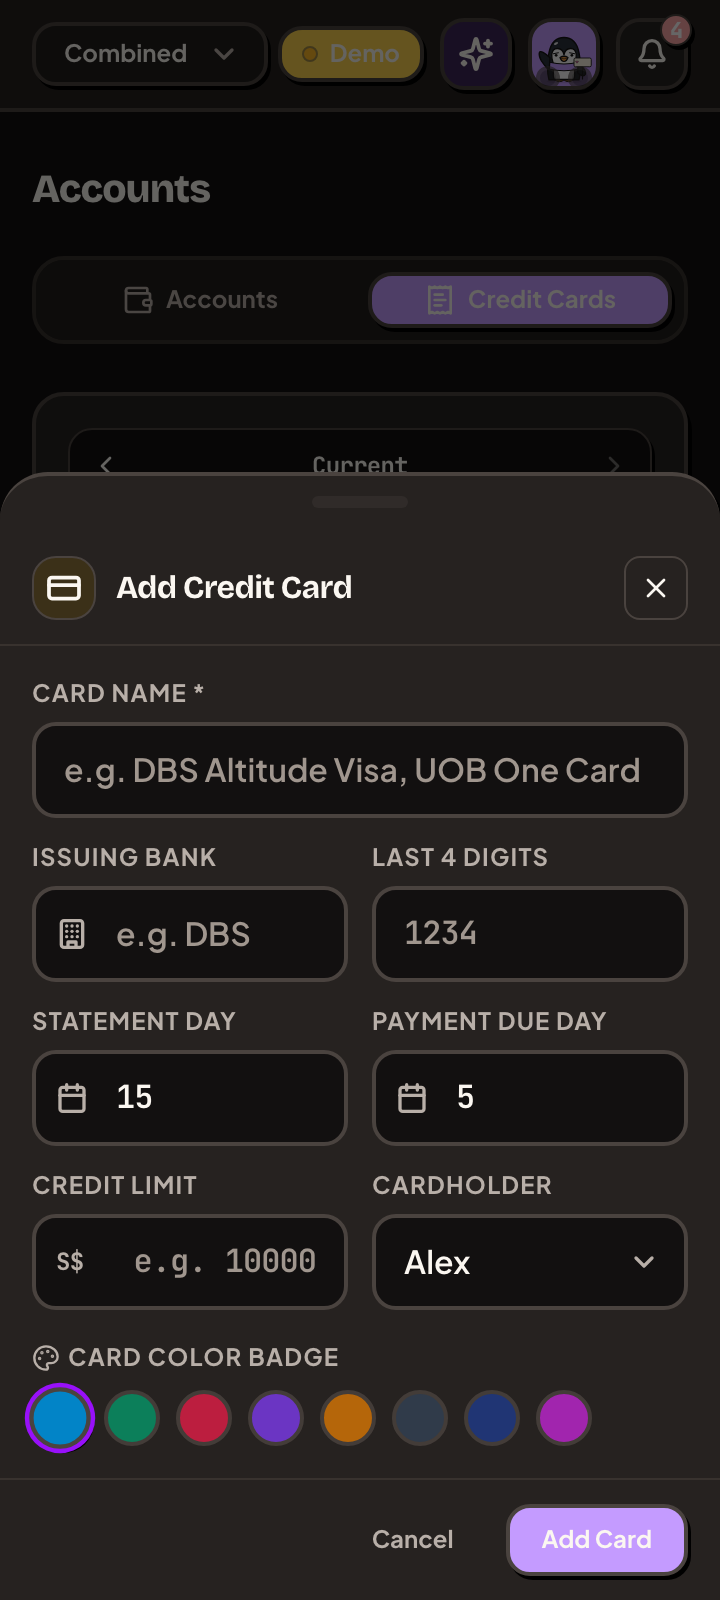 Combined
Demo
4
Accounts
Accounts
Credit Cards
Current
Add Credit Card
CARD NAME *
e.g. DBS Altitude Visa, UOB One Card
ISSUING BANK
LAST 4 DIGITS
e.g. DBS
1234
STATEMENT DAY
PAYMENT DUE DAY
15
5
CREDIT LIMIT
CARDHOLDER
S$ e.g. 10000
Alex
CARD COLOR BADGE
Cancel
Add Card